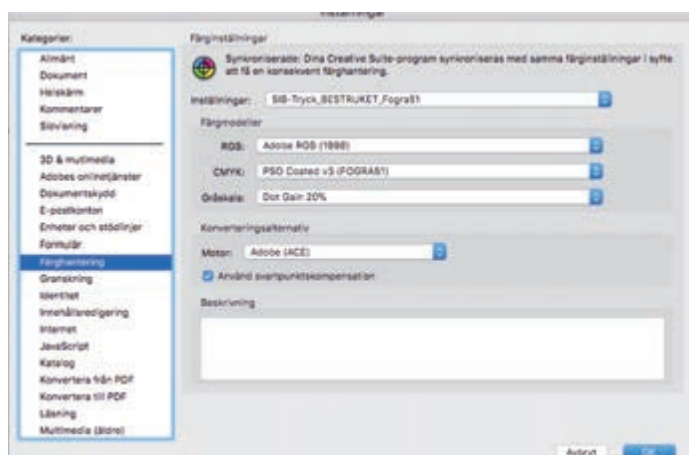 Inställningar
Kategorier:
Allmänt
Dokument
Helskärm
Kommentarer
Sökning
3D & multimedia
Adobes onlinetjänster
Dokumentskydd
E-postkonton
Enheter och stödlinjer
Formulär
Färghantering
Granskning
Identitet
Innehållsredigering
Internet
JavaScript
Katalog
Konvertera från PDF
Konvertera till PDF
Läsning
Multimedia (äldre)
Färginställningar
Synkroniserade: Dina Creative Suite-program synkroniseras med samma färginställningar i syfte
att få en konsekvent färghantering.
Inställningar: SIB-Tryck_BESTRUKET_Fogra51
Färgmodeller
RGB: Adobe RGB (1998)
CMYK: PSO Coated v3 (FOGRA51)
Gråskala: Dot Gain 20%
Konverteringsalternativ
Motor: Adobe (ACE)
Använd svartpunktskompensation
Beskrivning
Avbryt OK